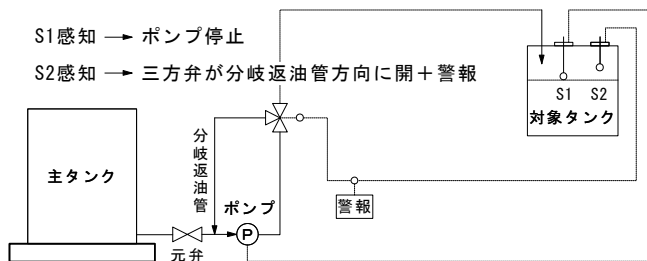 S1感知 → ポンプ停止
S2感知 → 三方弁が分岐返油管方向に開＋警報
S1
S2
対象タンク
分岐返油管
主タンク
警報
ポンプ
P
元弁